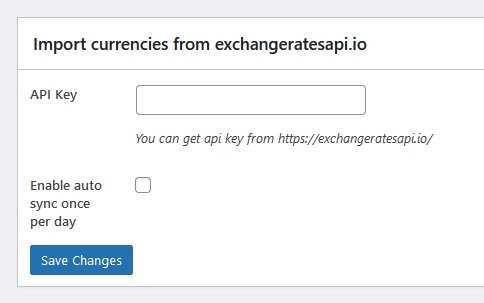 Import currencies from exchangeratesapi.io
API Key
You can get api key from https://exchangeratesapi.io/
Enable auto
sync once
per day
Save Changes